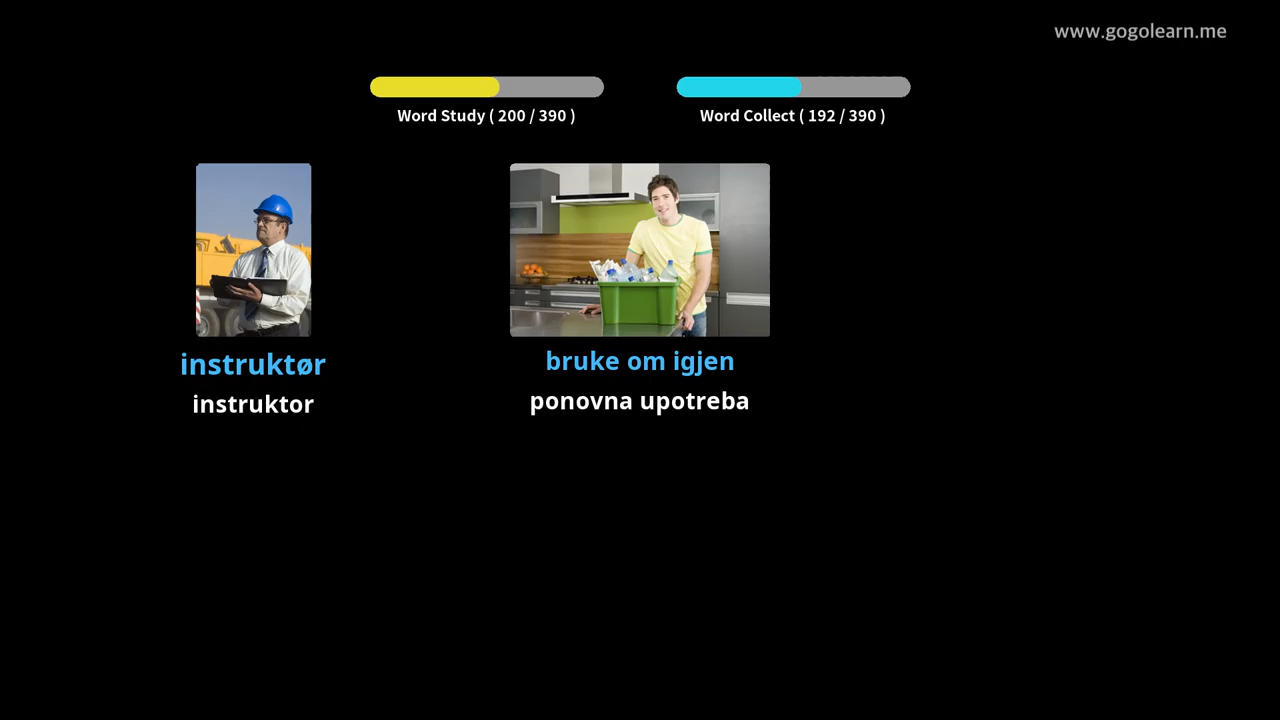 www.gogolearn.me
Word Study ( 200 / 390 )
Word Collect ( 192 / 390 )
instruktør
instruktor
bruke om igjen
ponovna upotreba